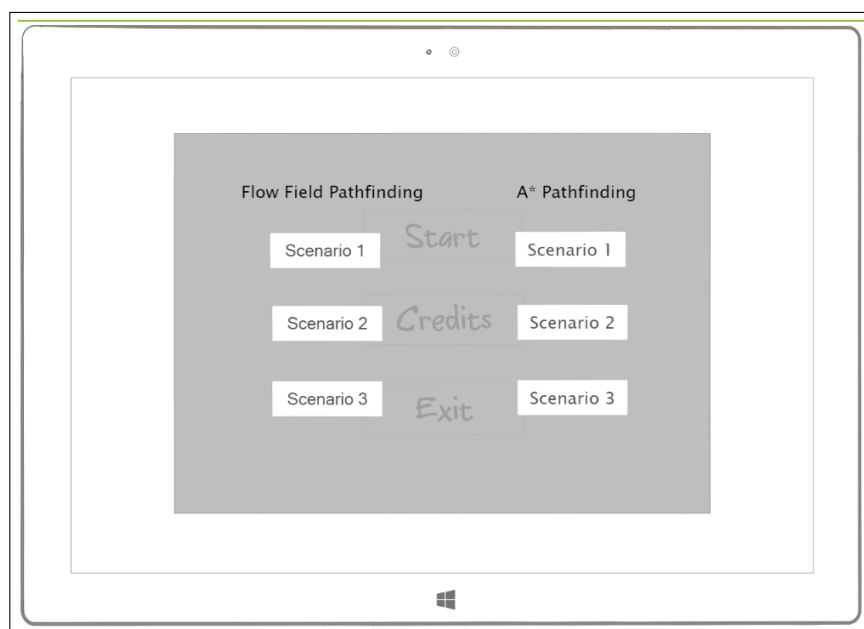 Flow Field Pathfinding A* Pathfinding
Start
Scenario 1 Scenario 1
Credits
Scenario 2 Scenario 2
Exit
Scenario 3 Scenario 3